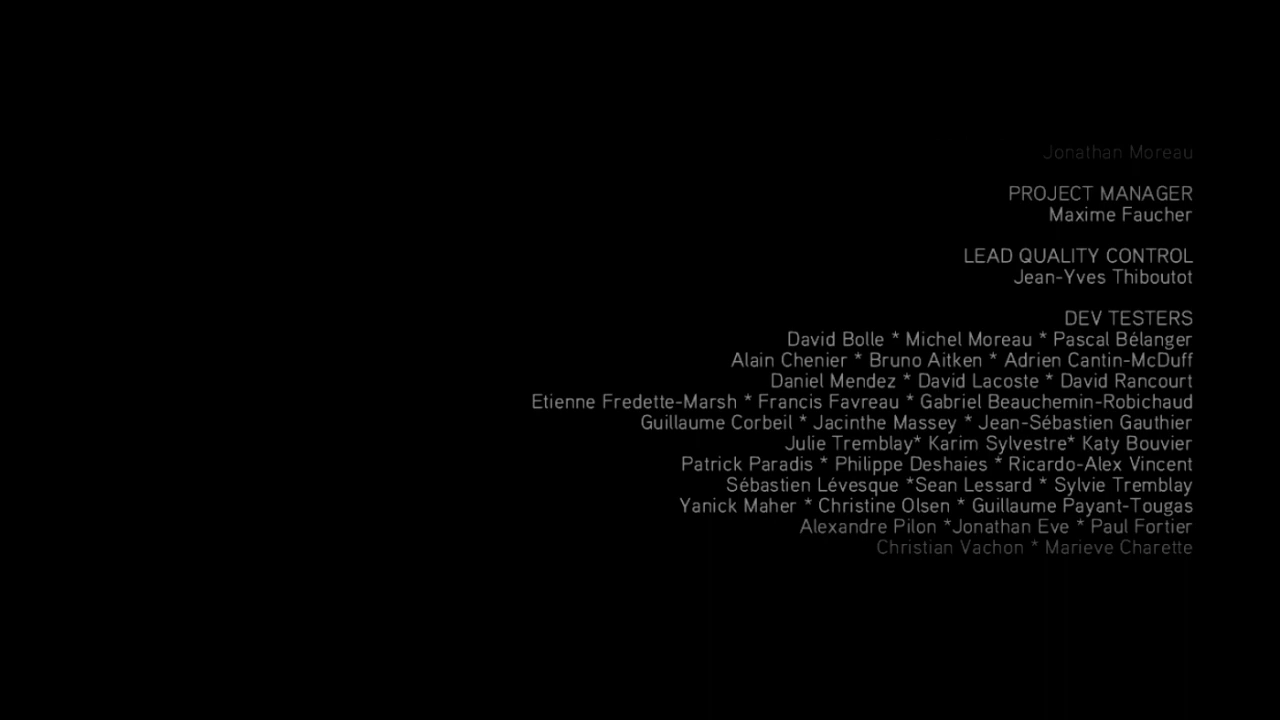 Jonathan Moreau
PROJECT MANAGER
Maxime Faucher
LEAD QUALITY CONTROL
Jean-Yves Thiboutot
DEV TESTERS
David Bolle * Michel Moreau * Pascal Bélanger
Alain Chenier * Bruno Aitken * Adrien Cantin-McDuff
Daniel Mendez * David Lacoste * David Rancourt
Etienne Fredette-Marsh * Francis Favreau * Gabriel Beauchemin-Robichaud
Guillaume Corbeil * Jacinthe Massey * Jean-Sébastien Gauthier
Julie Tremblay* Karim Sylvestre* Katy Bouvier
Patrick Paradis * Philippe Deshaies * Ricardo-Alex Vincent
Sébastien Lévesque *Sean Lessard * Sylvie Tremblay
Yanick Maher * Christine Olsen * Guillaume Payant-Tougas
Alexandre Pilon *Jonathan Eve * Paul Fortier
Christian Vachon * Marieve Charette